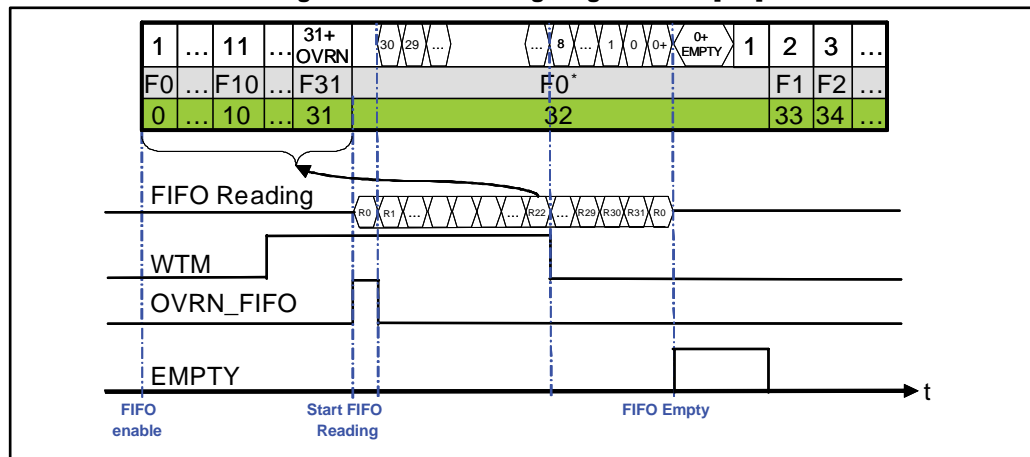 1 ... 11 ... 31+ OVRN 30 29 ... ... 8 ... 1 0 0+ 0+ EMPTY 1 2 3 ...
F0 ... F10 ... F31 F0* F1 F2 ...
0 ... 10 ... 31 32 33 34 ...
FIFO Reading
R0 R1 ... ... R22 ... R29 R30 R31 R0
WTM
OVRN_FIFO
EMPTY
t
FIFO enable
Start FIFO Reading
FIFO Empty